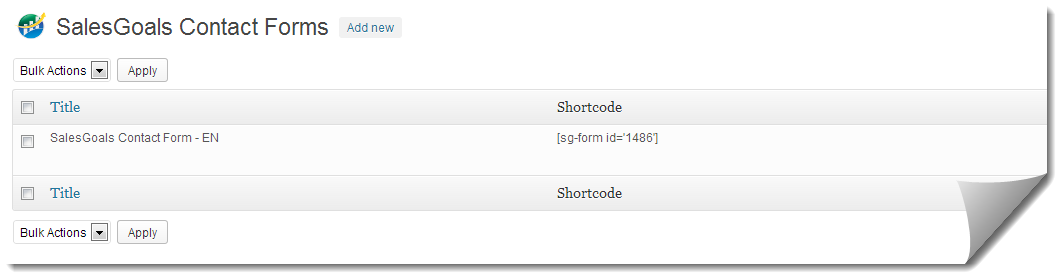 SalesGoals Contact Forms Add new
Bulk Actions Apply
Title Shortcode
SalesGoals Contact Form - EN [sg-form id='1486']
Title Shortcode
Bulk Actions Apply